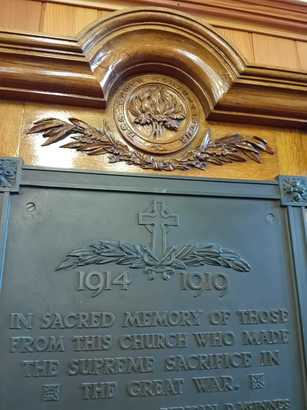 1914 1919
IN SACRED MEMORY OF THOSE
FROM THIS CHURCH WHO MADE
THE SUPREME SACRIFICE IN
THE GREAT WAR.